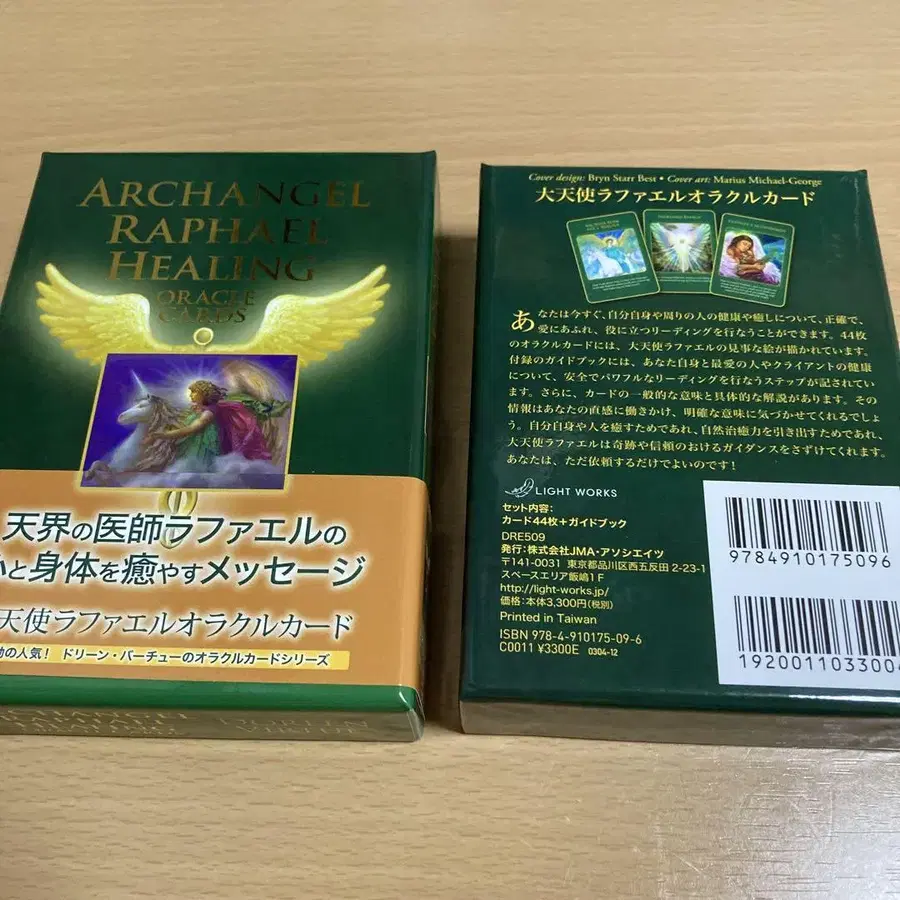 ARCHANGEL
RAPHAEL
HEALING
ORACLE
CARDS
天界の医師ラファエルの
と身体を癒やすメッセージ
天使ラファエルオラクルカード
の人気! ドリーン・バーチューのオラクルカードシリーズ
Cover design: Bryn Starr Best • Cover art: Marius Michael-George
大天使ラファエルオラクルカード
あなたは今すぐ、自分自身や周りの人の健康や癒しについて、正確で、
愛にあふれ、役に立つリーディングを行なうことができます。44枚
のオラクルカードには、大天使ラファエルの見事な絵が描かれています。
付録のガイドブックには、あなた自身と最愛の人やクライアントの健康
について、安全でパワフルなリーディングを行なうステップが記されてい
ます。さらに、カードの一般的な意味と具体的な解説があります。その
情報はあなたの直感に働きかけ、明確な意味に気づかせてくれるでしょ
う。自分自身や人を癒すためであれ、自然治癒力を引き出すためであれ、
大天使ラファエルは奇跡や信頼のおけるガイダンスをさずけてくれます。
あなたは、ただ依頼するだけでよいのです!
LIGHT WORKS
セット内容:
カード44枚+ガイドブック
DRE509
発行:株式会社JMA・アソシエイツ
〒141-0031 東京都品川区西五反田 2-23-1
スペースエリア飯嶋1F
http://light-works.jp/
価格:本体3,300円(税別)
Printed in Taiwan
ISBN 978-4-910175-09-6
C0011 ¥3300E 0304-12
9784910175096
192001103300